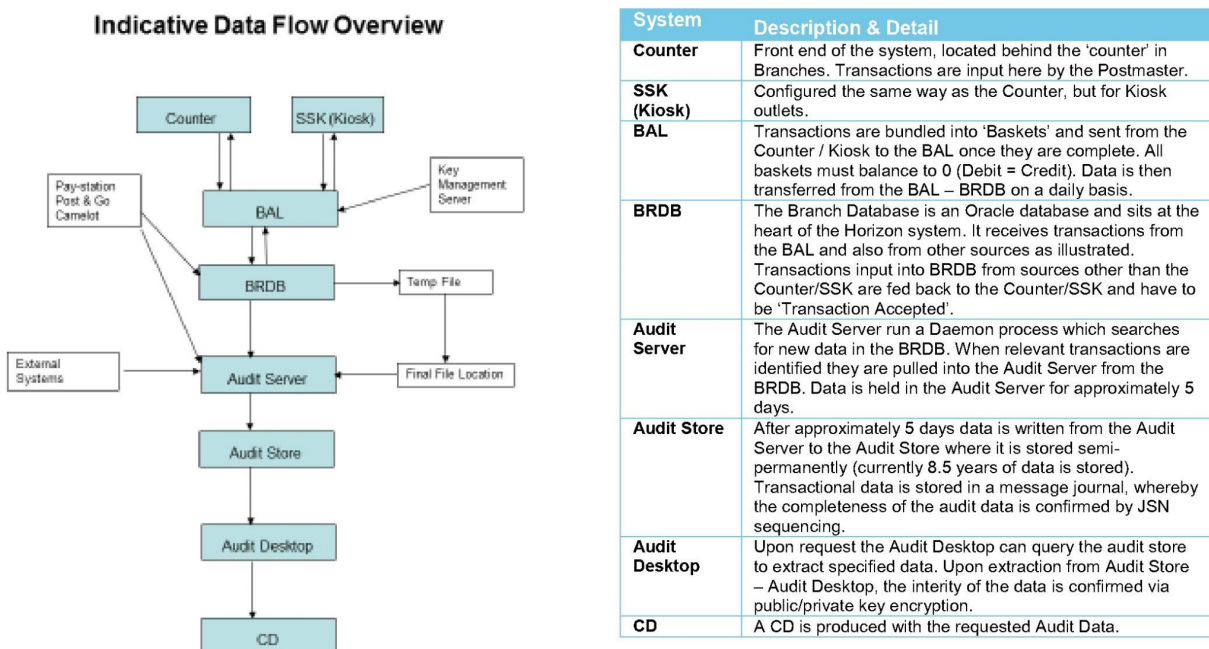 Indicative Data Flow Overview
Counter
SSK (Kiosk)
Pay-station
Post & Go
Camelot
Key
Management
Server
BAL
BRDB
Temp File
External
Systems
Audit Server
Final File Location
Audit Store
Audit Desktop
CD
System
Description & Detail
Counter
Front end of the system, located behind the ‘counter’ in
Branches. Transactions are input here by the Postmaster.
SSK
(Kiosk)
Configured the same way as the Counter, but for Kiosk
outlets.
BAL
Transactions are bundled into ‘Baskets’ and sent from the
Counter / Kiosk to the BAL once they are complete. All
baskets must balance to 0 (Debit = Credit). Data is then
transferred from the BAL – BRDB on a daily basis.
BRDB
The Branch Database is an Oracle database and sits at the
heart of the Horizon system. It receives transactions from
the BAL and also from other sources as illustrated.
Transactions input into BRDB from sources other than the
Counter/SSK are fed back to the Counter/SSK and have to
be ‘Transaction Accepted’.
Audit
Server
The Audit Server run a Daemon process which searches
for new data in the BRDB. When relevant transactions are
identified they are pulled into the Audit Server from the
BRDB. Data is held in the Audit Server for approximately 5
days.
Audit Store
After approximately 5 days data is written from the Audit
Server to the Audit Store where it is stored semi-
permanently (currently 8.5 years of data is stored).
Transactional data is stored in a message journal, whereby
the completeness of the audit data is confirmed by JSN
sequencing.
Audit
Desktop
Upon request the Audit Desktop can query the audit store
to extract specified data. Upon extraction from Audit Store
– Audit Desktop, the interity of the data is confirmed via
public/private key encryption.
CD
A CD is produced with the requested Audit Data.